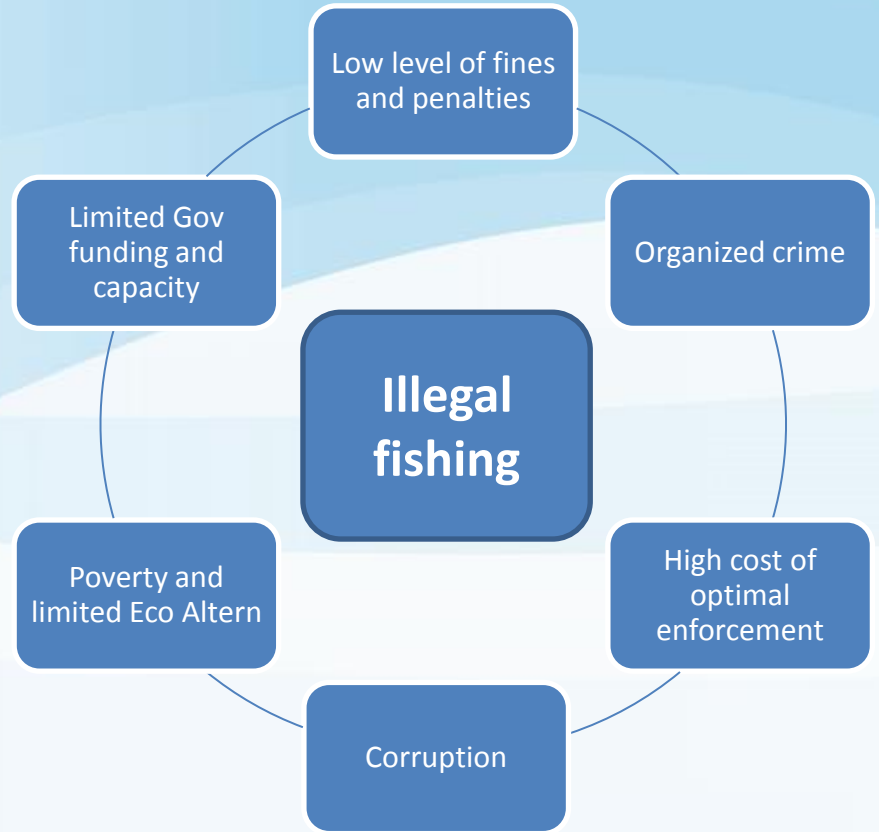 Low level of fines
and penalties
Limited Gov
funding and
capacity
Organized crime
Illegal
fishing
Poverty and
limited Eco Altern
High cost of
optimal
enforcement
Corruption